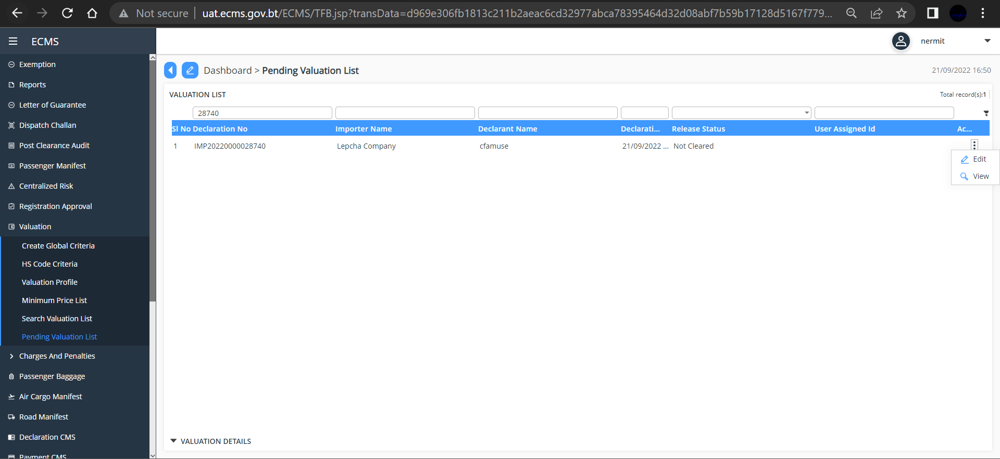 Not secure
uat.ecms.gov.bt/ECMS/TFB.jsp?transData=d969e306fb1813c211b2aeac6cd32977abca78395464d32d08abf7b59b17128d5167f779...
ECMS
nermit
Exemption
Reports
Letter of Guarantee
Dispatch Challan
Post Clearance Audit
Passenger Manifest
Centralized Risk
Registration Approval
Valuation
Create Global Criteria
HS Code Criteria
Valuation Profile
Minimum Price List
Search Valuation List
Pending Valuation List
Charges And Penalties
Passenger Baggage
Air Cargo Manifest
Road Manifest
Declaration CMS
Payment CMS
Dashboard > Pending Valuation List
21/09/2022 16:50
VALUATION LIST
Total record(s):1
28740
Sl No Declaration No Importer Name Declarant Name Declarati... Release Status User Assigned Id Ac...
1 IMP20220000028740 Lepcha Company cfamuse 21/09/2022 ... Not Cleared
Edit
View
VALUATION DETAILS